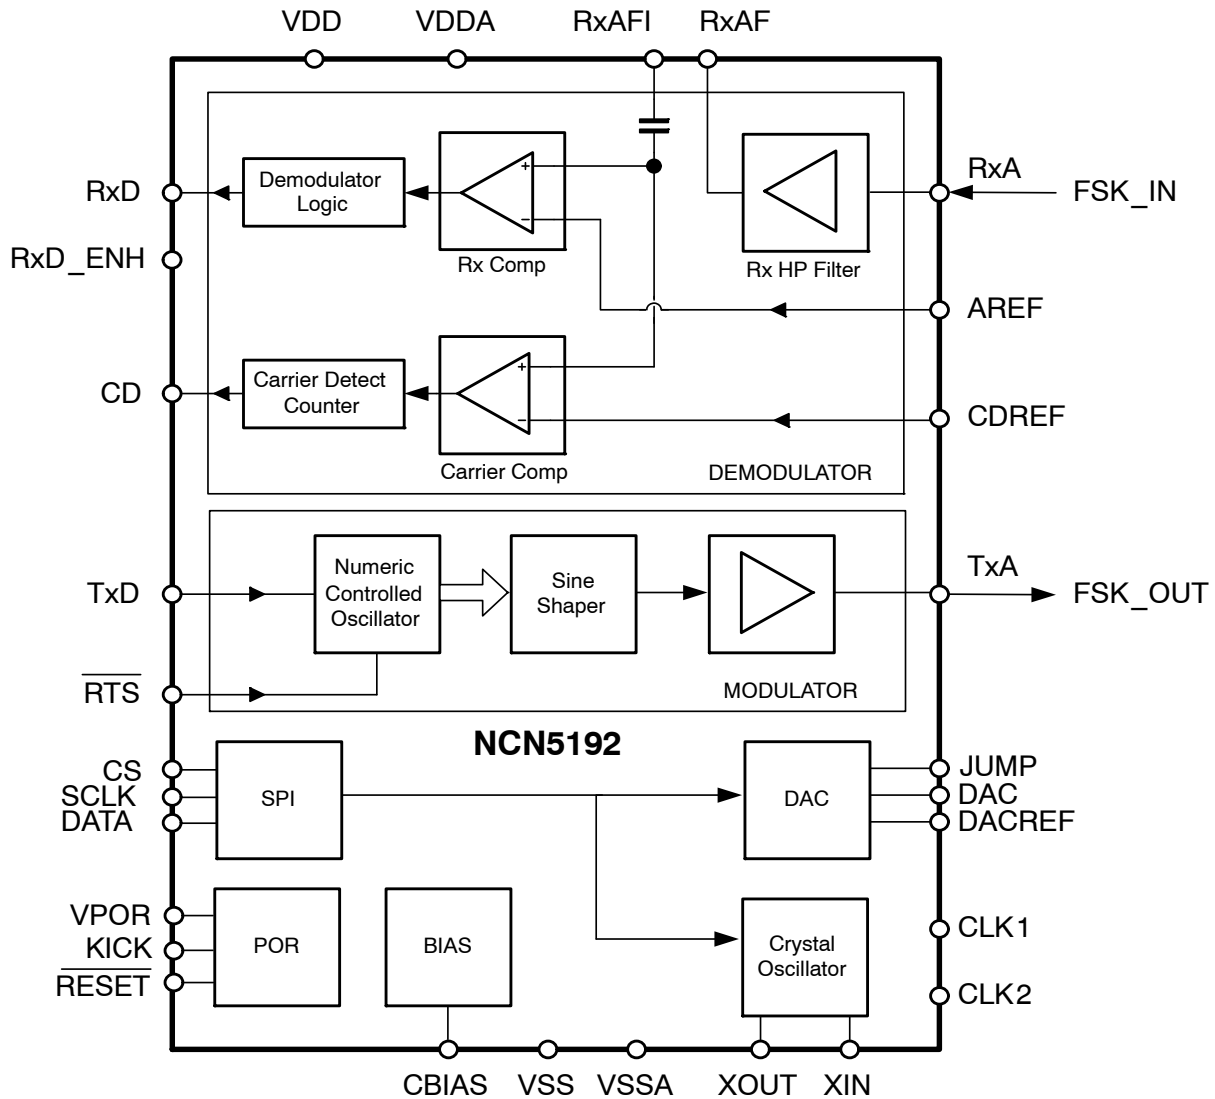 VDD VDDA RxAFI RxAF
RxD
Demodulator
Logic
+
−
Rx Comp
Rx HP Filter
RxA
FSK_IN
RxD_ENH
AREF
CD
Carrier Detect
Counter
+
−
Carrier Comp
CDREF
DEMODULATOR
TxD
Numeric
Controlled
Oscillator
Sine
Shaper
TxA
FSK_OUT
RTS
MODULATOR
NCN5192
CS
SCLK
DATA
SPI
DAC
JUMP
DAC
DACREF
VPOR
KICK
RESET
POR
BIAS
Crystal
Oscillator
CLK1
CLK2
CBIAS VSS VSSA XOUT XIN